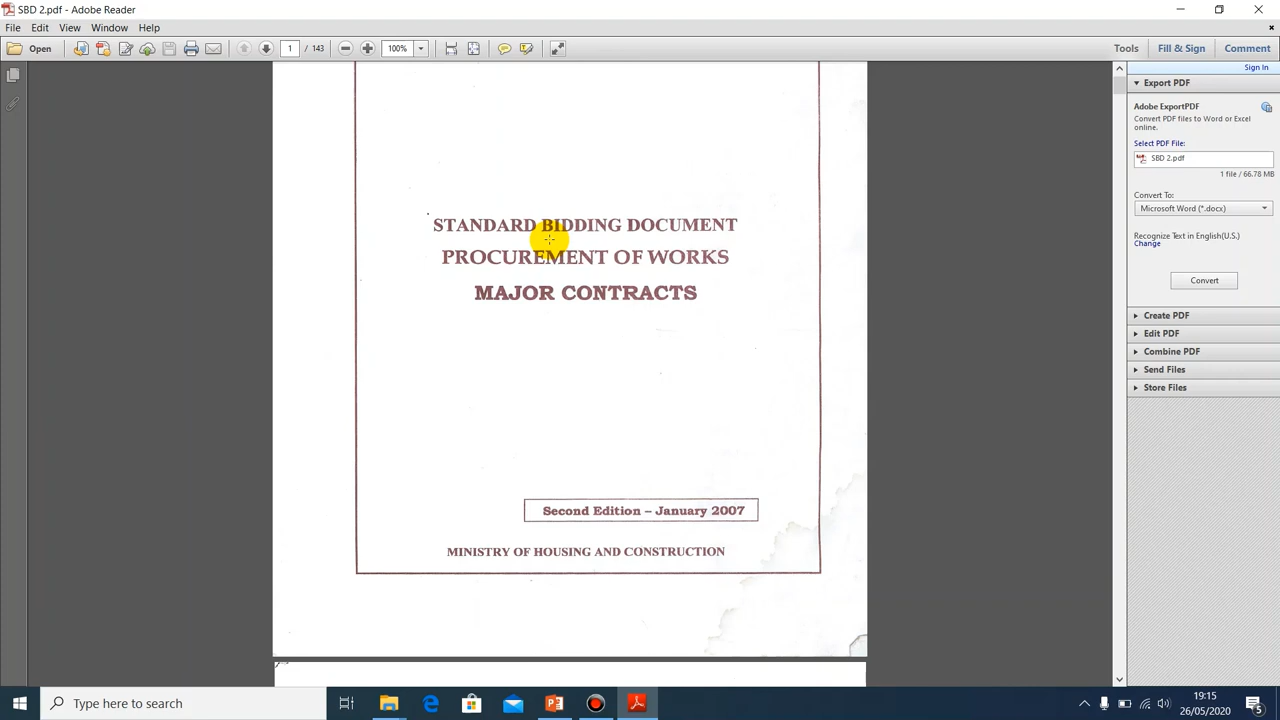 SBD 2.pdf - Adobe Reader
File Edit View Window Help
Open 1 / 143 100% Tools Fill & Sign Comment
Sign In
Export PDF
Adobe ExportPDF
Convert PDF files to Word or Excel
online.
Select PDF File:
SBD 2.pdf
1 file / 66.78 MB
Convert To:
Microsoft Word (*.docx)
Recognize Text in English(U.S.)
Change
Convert
Create PDF
Edit PDF
Combine PDF
Send Files
Store Files
STANDARD BIDDING DOCUMENT
PROCUREMENT OF WORKS
MAJOR CONTRACTS
Second Edition – January 2007
MINISTRY OF HOUSING AND CONSTRUCTION
Type here to search
19:15
26/05/2020
5